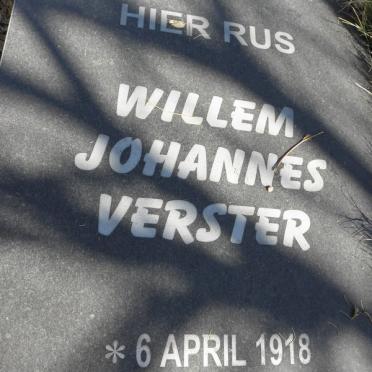 HIER RUS
WILLEM
JOHANNES
VERSTER
* 6 APRIL 1918